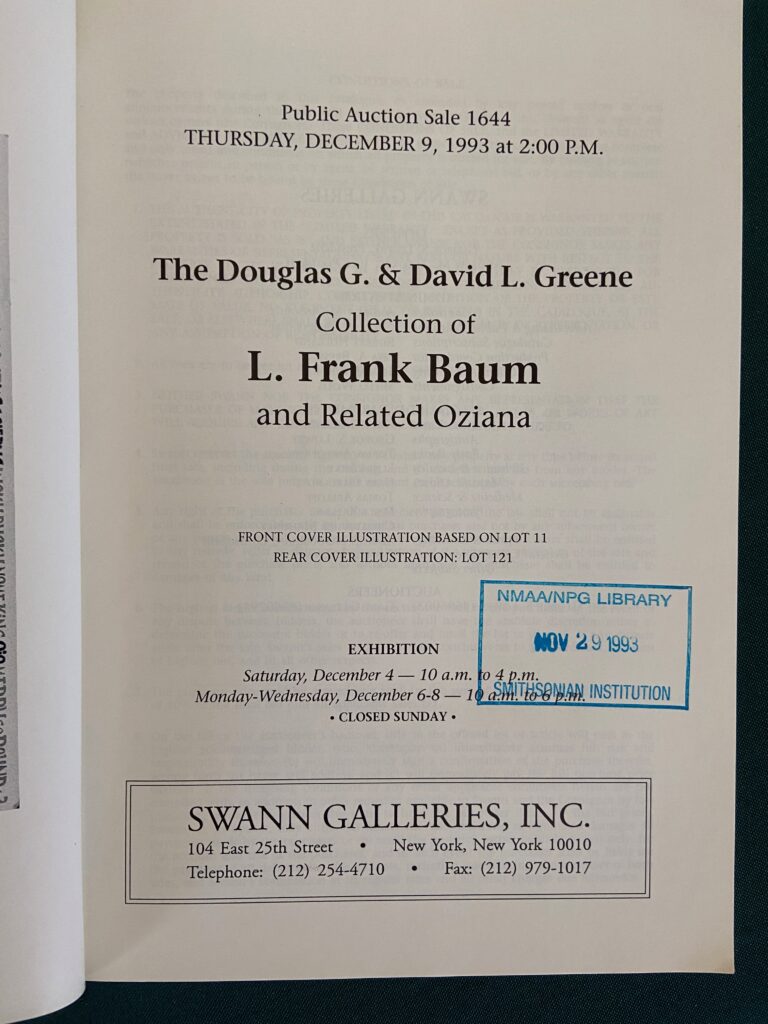 Public Auction Sale 1644
THURSDAY, DECEMBER 9, 1993 at 2:00 P.M.
The Douglas G. & David L. Greene
Collection of
L. Frank Baum
and Related Oziana
FRONT COVER ILLUSTRATION BASED ON LOT 11
REAR COVER ILLUSTRATION: LOT 121
NMAA/NPG LIBRARY
NOV 29 1993
SMITHSONIAN INSTITUTION
EXHIBITION
Saturday, December 4 — 10 a.m. to 4 p.m.
Monday-Wednesday, December 6-8 — 10 a.m. to 6 p.m.
• CLOSED SUNDAY •
SWANN GALLERIES, INC.
104 East 25th Street • New York, New York 10010
Telephone: (212) 254-4710 • Fax: (212) 979-1017